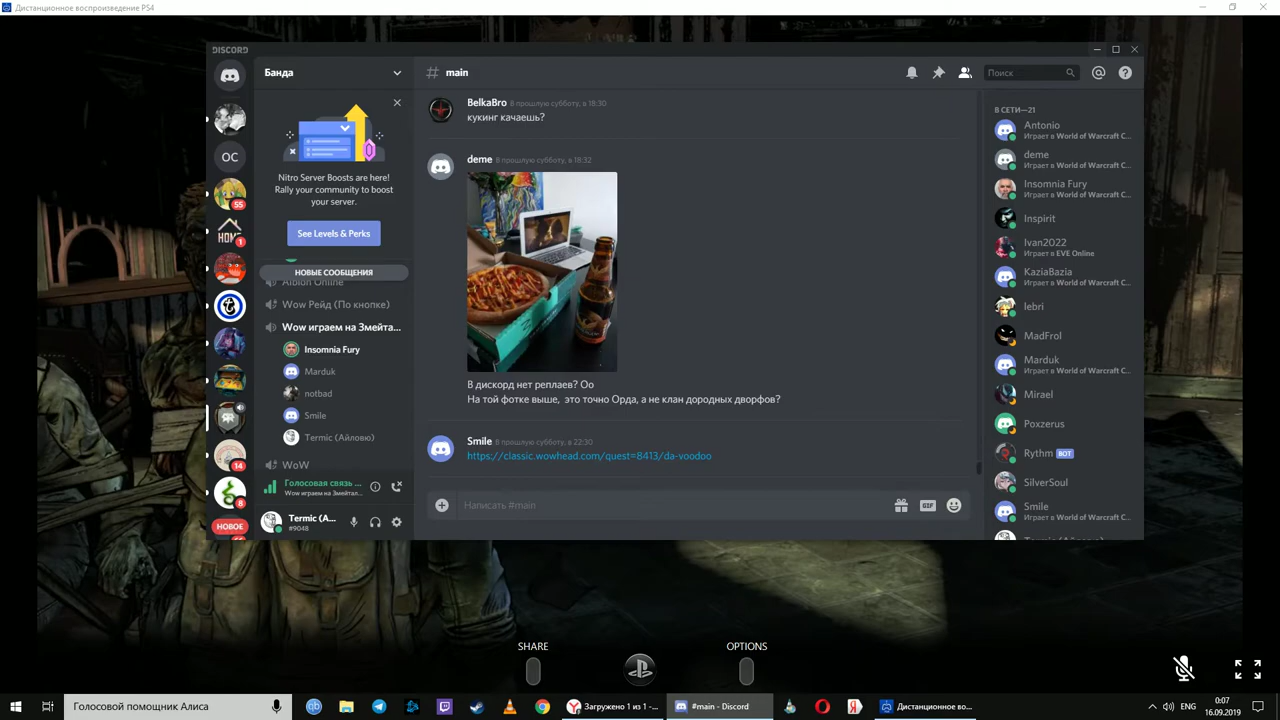 Дистанционное воспроизведение PS4
DISCORD
Банда
# main
Поиск
Nitro Server Boosts are here!
Rally your community to boost
your server.
See Levels & Perks
НОВЫЕ СООБЩЕНИЯ
Albion Online
Wow Рейд (По кнопке)
Wow играем на Змейта...
Insomnia Fury
Marduk
notbad
Smile
Termic (Айловю)
WoW
Голосовая связь ...
Wow играем на Змейтал...
Termic (А...
#9048
OC
55
HOME
1
14
8
НОВОЕ
BelkaBro В прошлую субботу, в 18:30
кукинг качаешь?
deme В прошлую субботу, в 18:32
В дискорд нет реплаев? Оо
На той фотке выше, это точно Орда, а не клан дородных дворфов?
Smile В прошлую субботу, в 22:30
https://classic.wowhead.com/quest=8413/da-voodoo
Написать #main
GIF
В СЕТИ—21
Antonio
Играет в World of Warcraft C...
deme
Играет в World of Warcraft C...
Insomnia Fury
Играет в World of Warcraft C...
Inspirit
Ivan2022
Играет в EVE Online
KaziaBazia
Играет в World of Warcraft C...
lebri
MadFrol
Marduk
Играет в World of Warcraft C...
Mirael
Poxzerus
Rythm BOT
SilverSoul
Smile
Играет в World of Warcraft C...
SHARE
OPTIONS
Голосовой помощник Алиса
Загружено 1 из 1 -...
#main - Discord
Дистанционное во...
ENG
0:07
16.09.2019